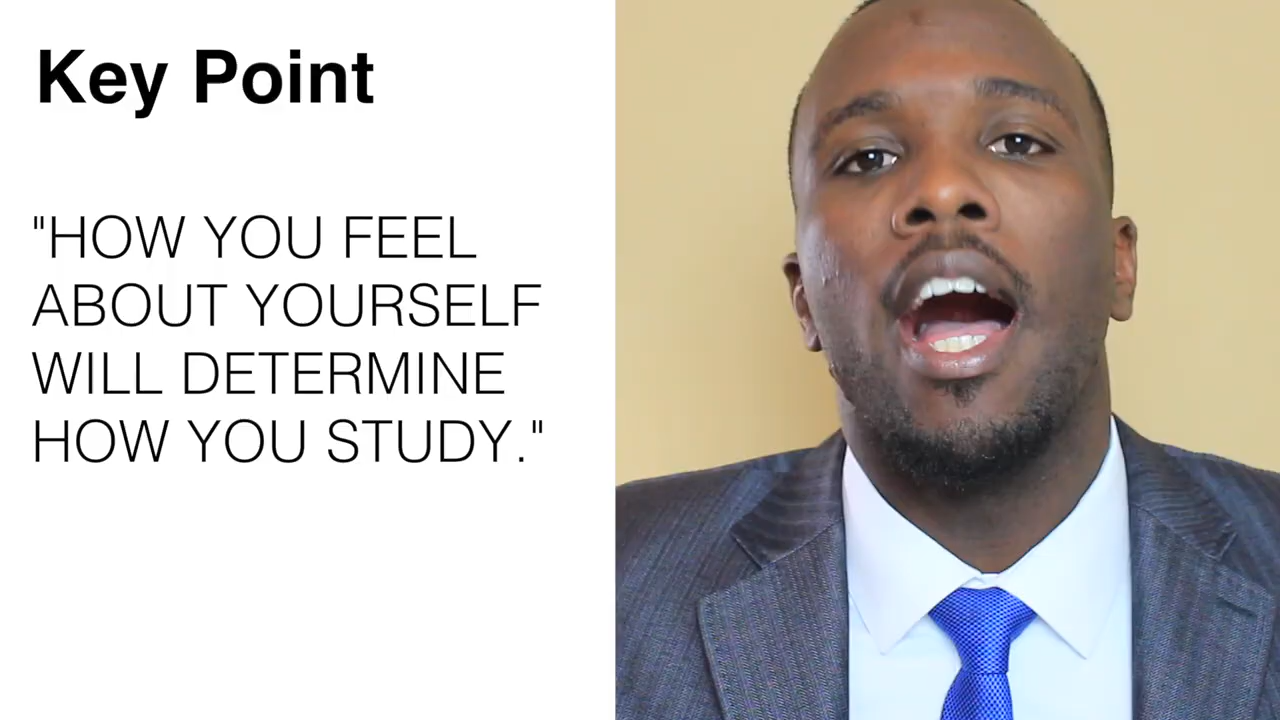 Key Point
"HOW YOU FEEL
ABOUT YOURSELF
WILL DETERMINE
HOW YOU STUDY."